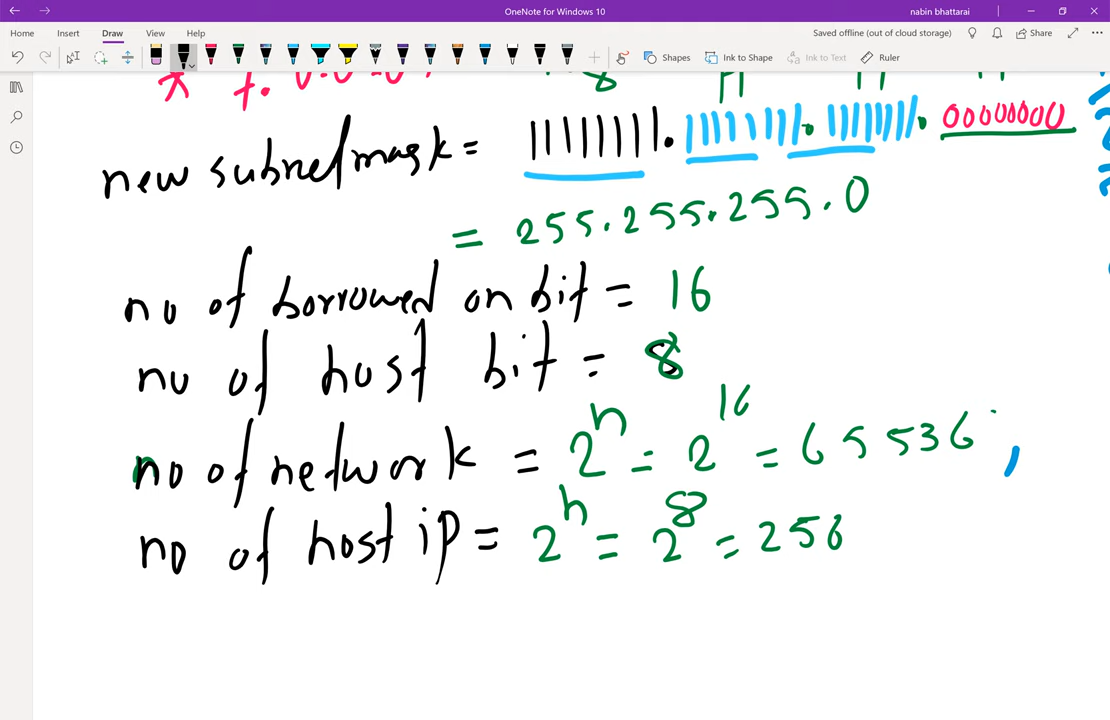 OneNote for Windows 10
nabin bhattarai
Home Insert Draw View Help
Saved offline (out of cloud storage)
Share
Shapes
Ink to Shape
Ink to Text
Ruler
new subnetmask = 11111111.11111111.11111111.00000000
= 255.255.255.0
no of borrowed on bit = 16
no of host bit = 8
no of network = 2^n = 2^16 = 65536,
no of host ip = 2^h = 2^8 = 256